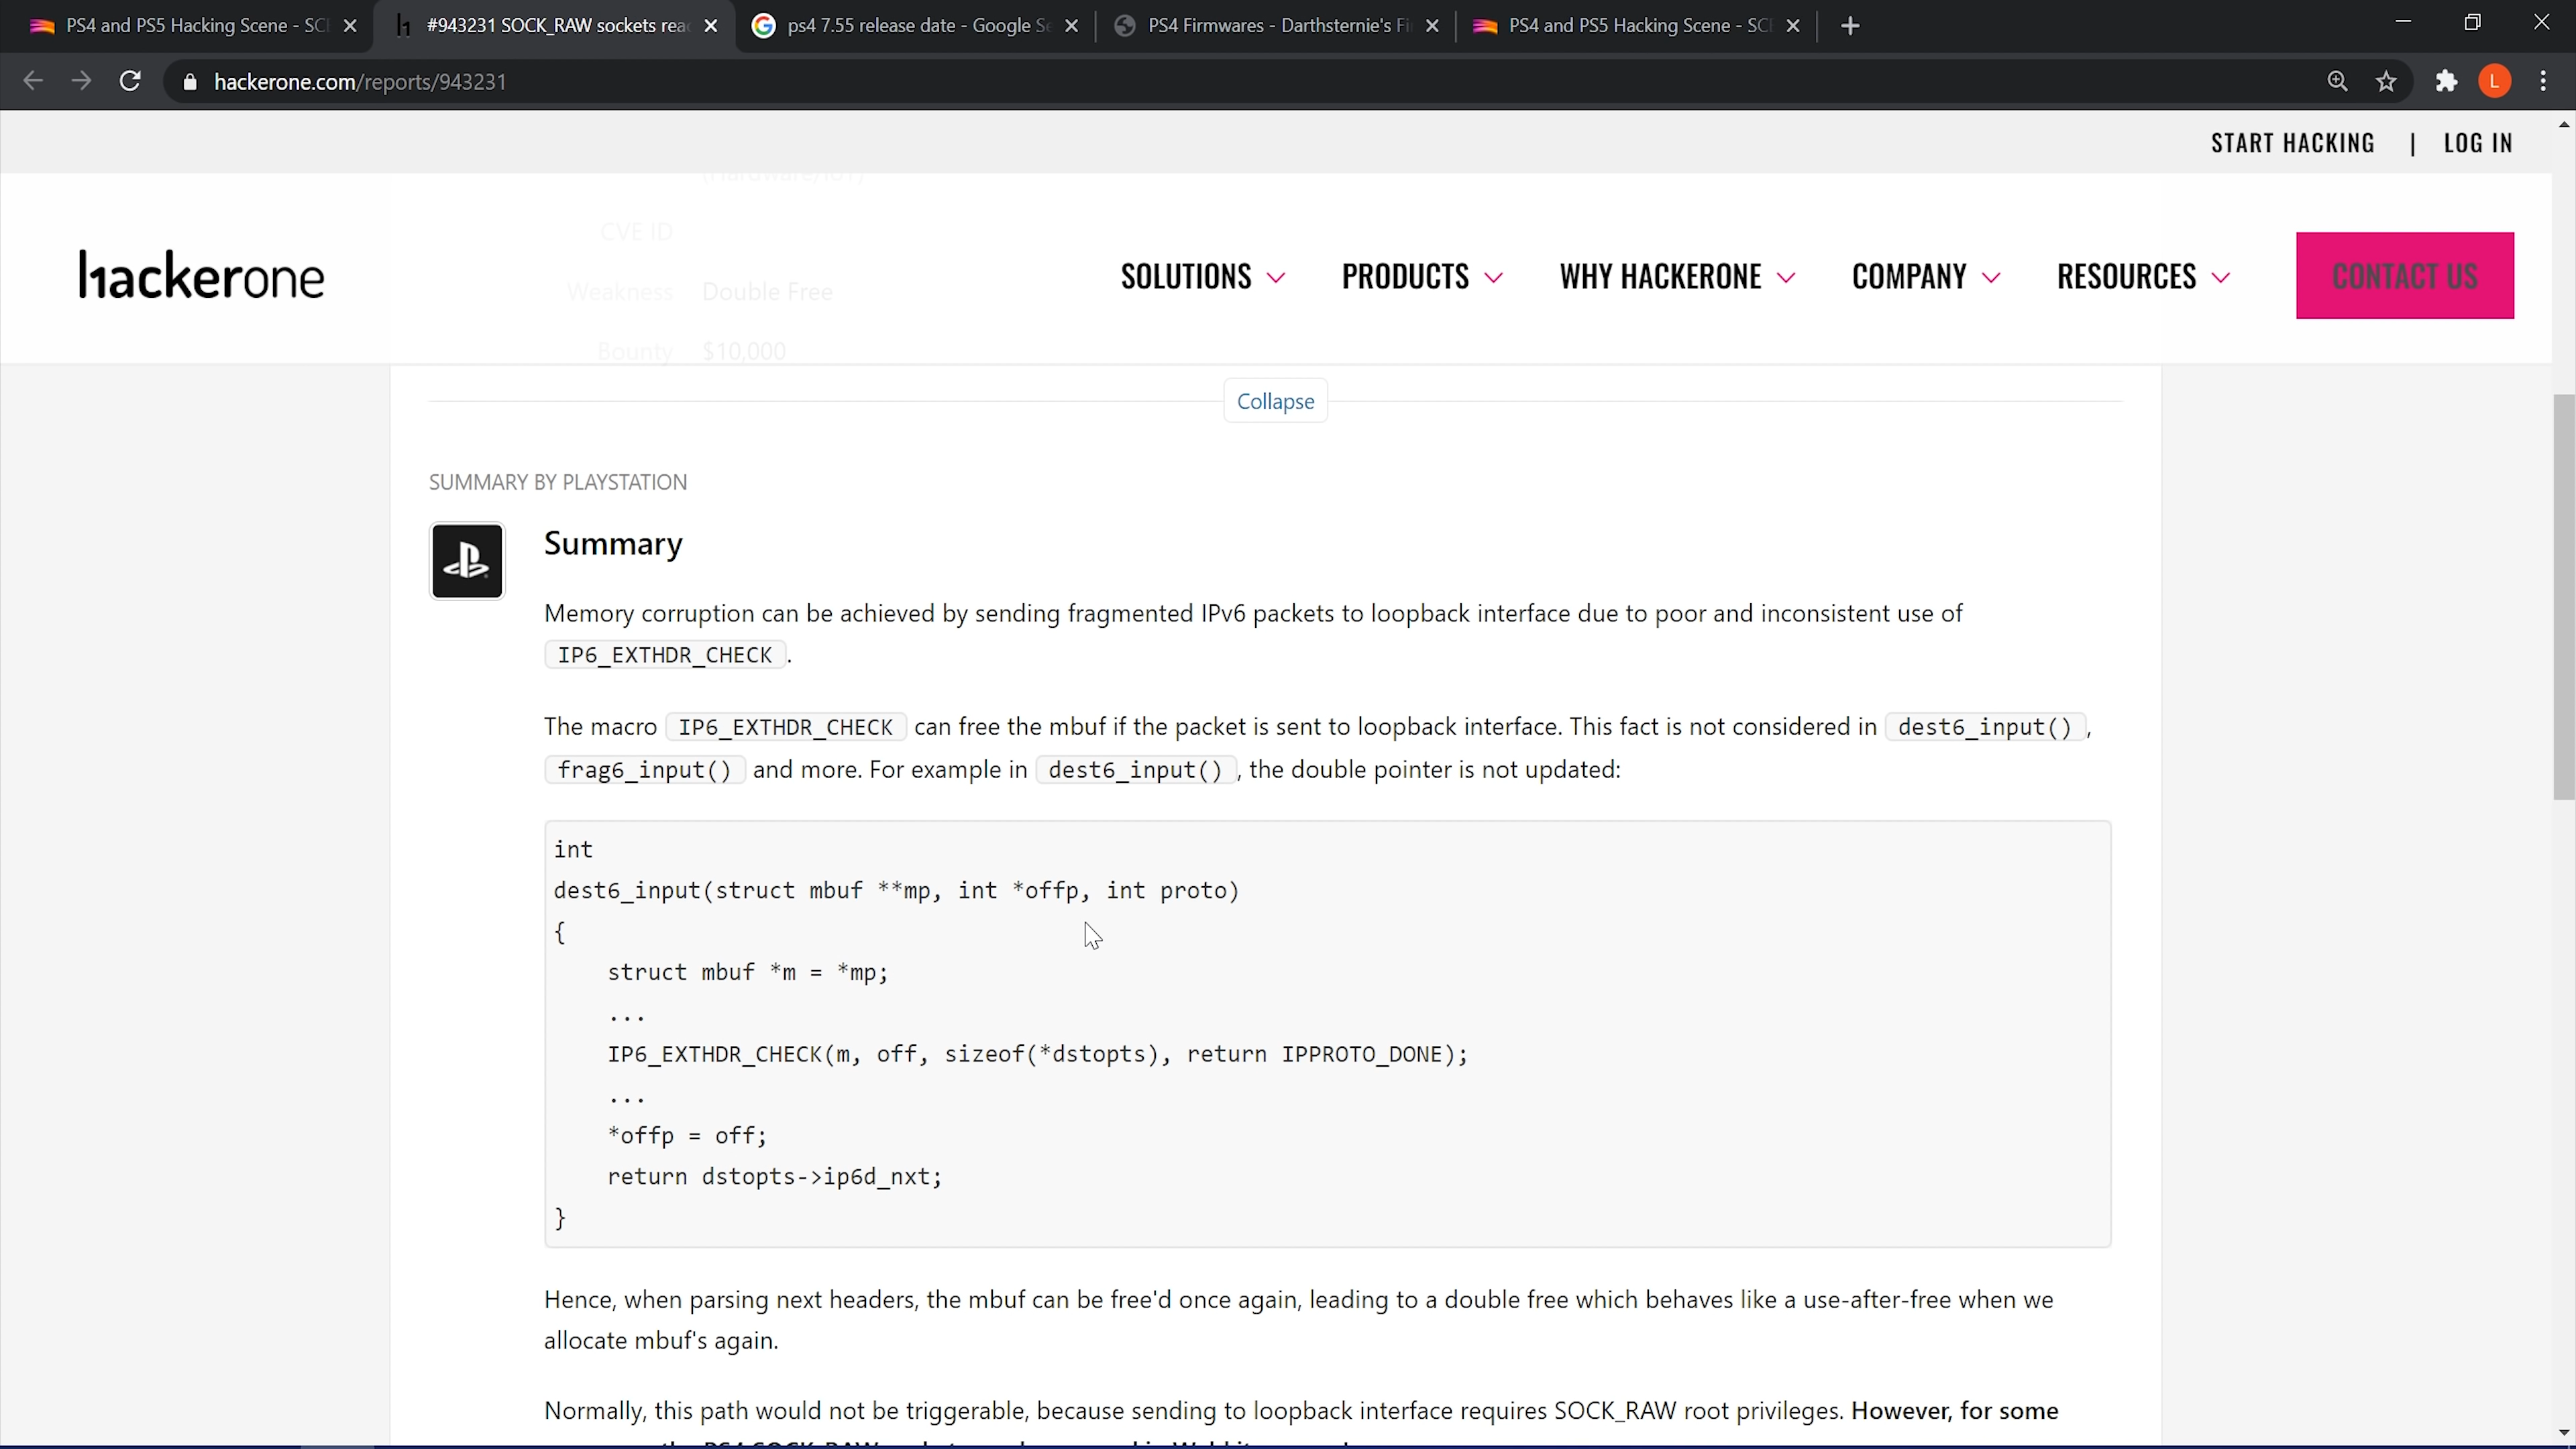 PS4 and PS5 Hacking Scene - SCE
#943231 SOCK_RAW sockets reac
ps4 7.55 release date - Google Se
PS4 Firmwares - Darthsternie's Fi
PS4 and PS5 Hacking Scene - SCE
hackerone.com/reports/943231
L
START HACKING | LOG IN
CVE ID
hackerone
SOLUTIONS
PRODUCTS
WHY HACKERONE
COMPANY
RESOURCES
CONTACT US
Weakness Double Free
Bounty $10,000
Collapse
SUMMARY BY PLAYSTATION
Summary
Memory corruption can be achieved by sending fragmented IPv6 packets to loopback interface due to poor and inconsistent use of
IP6_EXTHDR_CHECK .
The macro IP6_EXTHDR_CHECK can free the mbuf if the packet is sent to loopback interface. This fact is not considered in dest6_input() ,
frag6_input() and more. For example in dest6_input() , the double pointer is not updated:
int
dest6_input(struct mbuf **mp, int *offp, int proto)
{
struct mbuf *m = *mp;
...
IP6_EXTHDR_CHECK(m, off, sizeof(*dstopts), return IPPROTO_DONE);
...
*offp = off;
return dstopts->ip6d_nxt;
}
Hence, when parsing next headers, the mbuf can be free'd once again, leading to a double free which behaves like a use-after-free when we
allocate mbuf's again.
Normally, this path would not be triggerable, because sending to loopback interface requires SOCK_RAW root privileges. However, for some